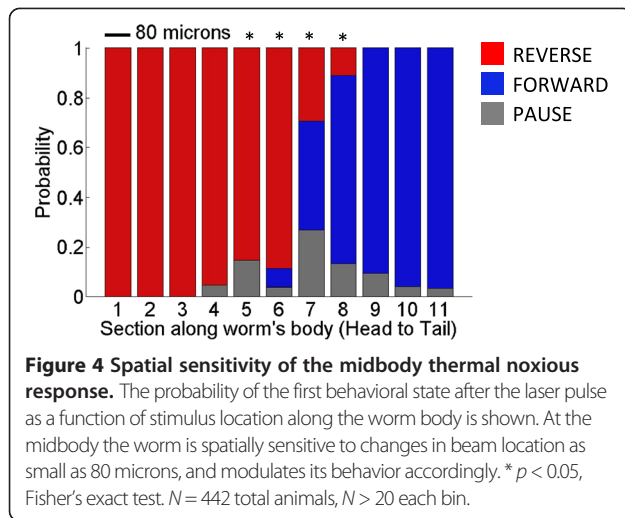 80 microns * * * *
REVERSE
FORWARD
PAUSE
1
0.8
0.6
0.4
0.2
0
Probability
1 2 3 4 5 6 7 8 9 10 11
Section along worm's body (Head to Tail)
Figure 4 Spatial sensitivity of the midbody thermal noxious
response. The probability of the first behavioral state after the laser pulse
as a function of stimulus location along the worm body is shown. At the
midbody the worm is spatially sensitive to changes in beam location as
small as 80 microns, and modulates its behavior accordingly. * p < 0.05,
Fisher's exact test. N = 442 total animals, N > 20 each bin.